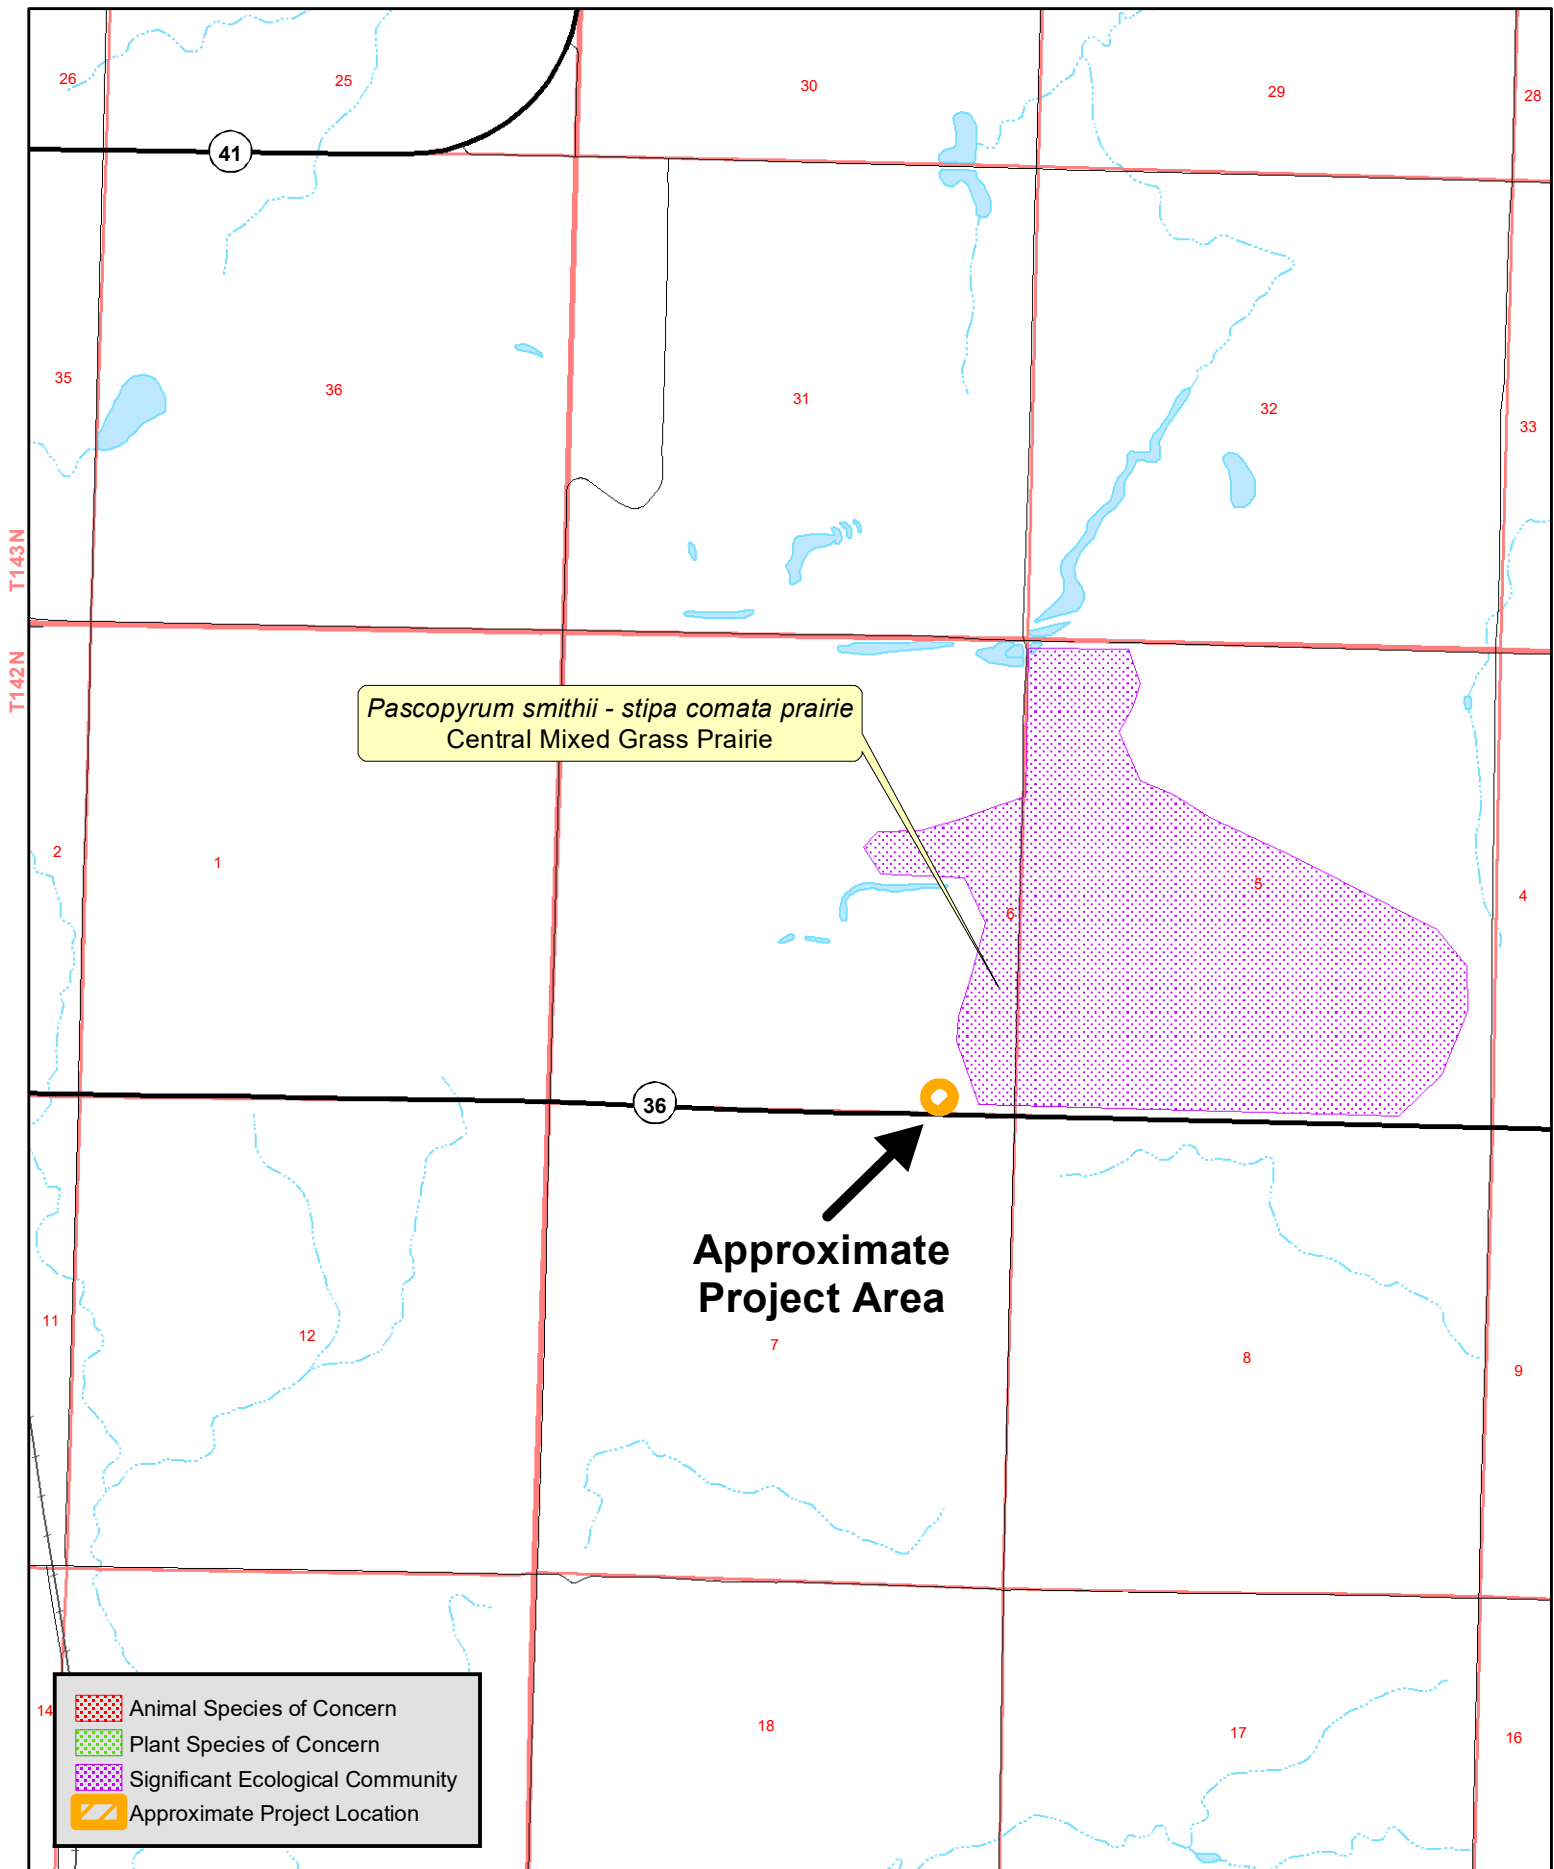 26
25
30
29
28
41
35
36
31
32
33
T143N
T142N
Pascopyrum smithii - stipa comata prairie
Central Mixed Grass Prairie
2
1
6
5
4
36
Approximate
Project Area
11
12
7
8
9
14
18
17
16
Animal Species of Concern
Plant Species of Concern
Significant Ecological Community
Approximate Project Location